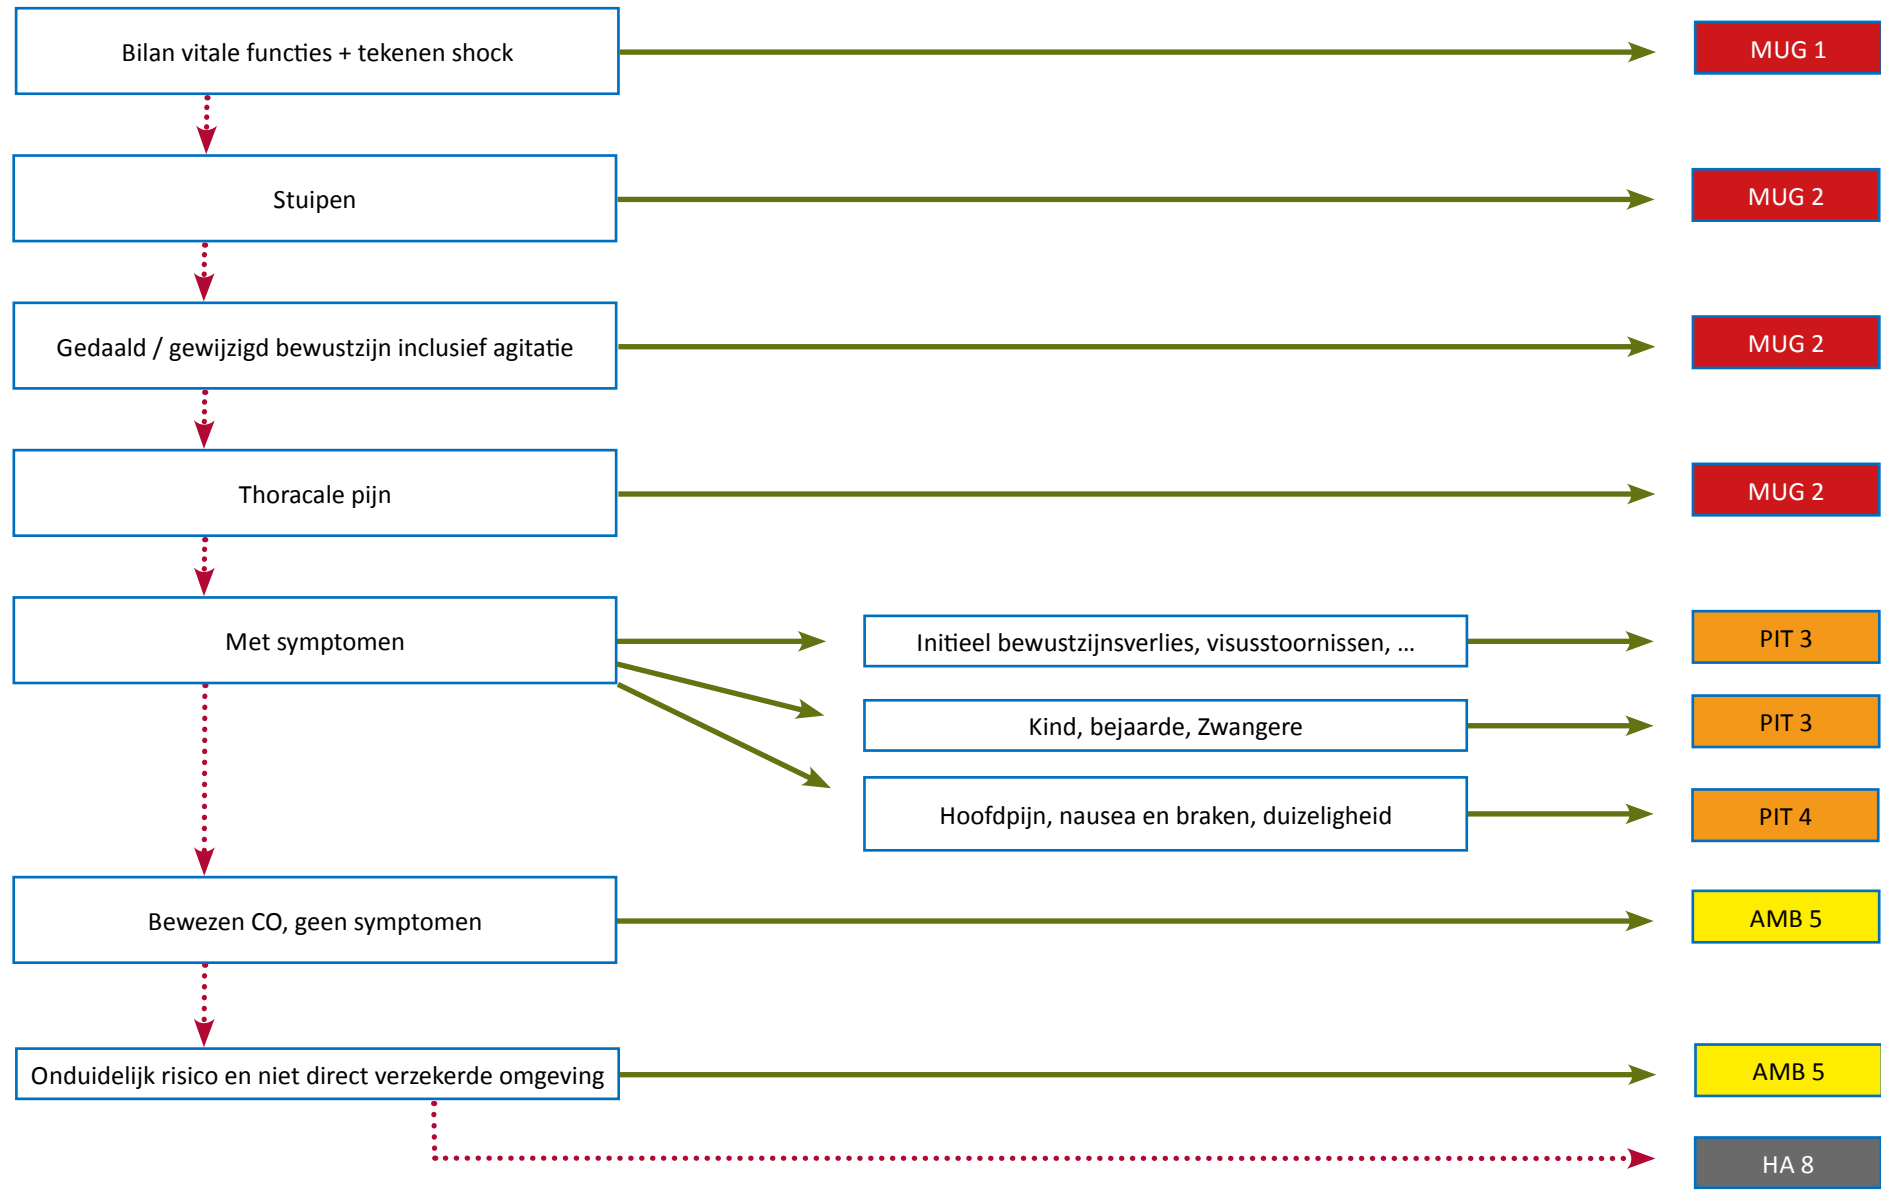 Bilan vitale functies + tekenen shock
MUG 1
Stuipen
MUG 2
Gedaald / gewijzigd bewustzijn inclusief agitatie
MUG 2
Thoracale pijn
MUG 2
Met symptomen
Initieel bewustzijnsverlies, visusstoornissen, ...
PIT 3
Kind, bejaarde, Zwangere
PIT 3
Hoofdpijn, nausea en braken, duizeligheid
PIT 4
Bewezen CO, geen symptomen
AMB 5
Onduidelijk risico en niet direct verzekerde omgeving
AMB 5
HA 8